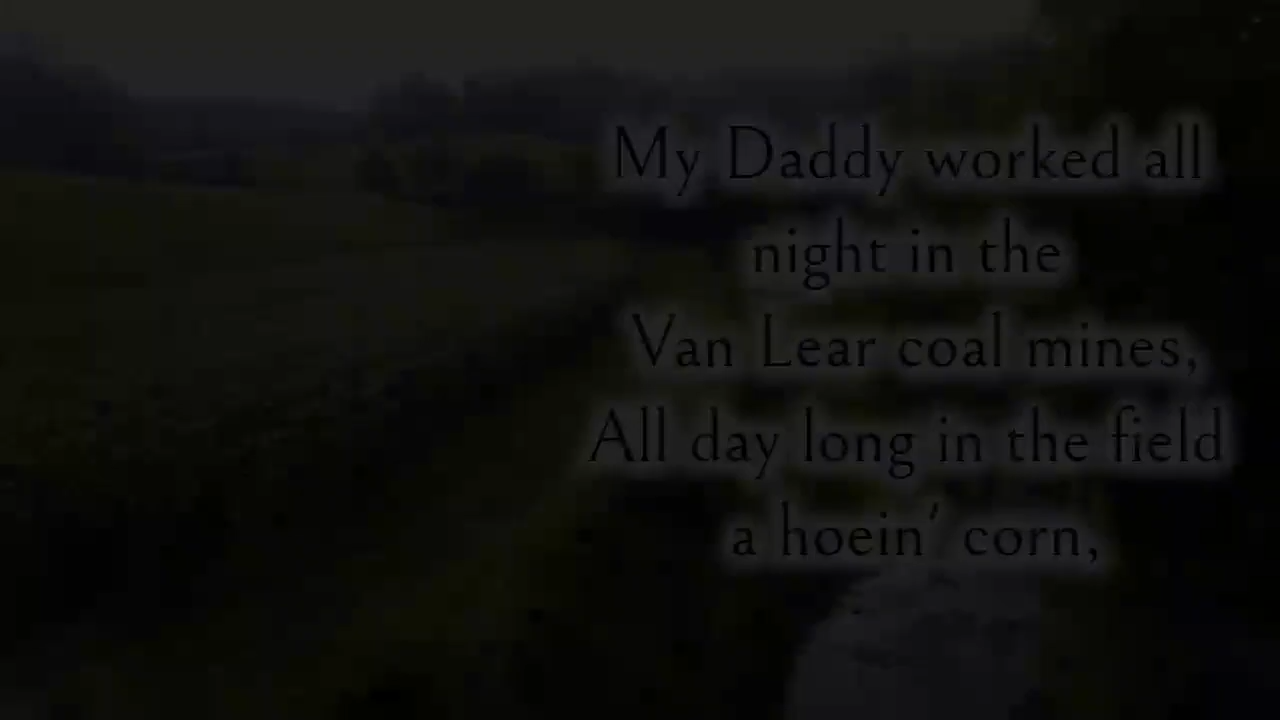 My Daddy worked all
night in the
Van Lear coal mines,
All day long in the field
a hoein' corn,